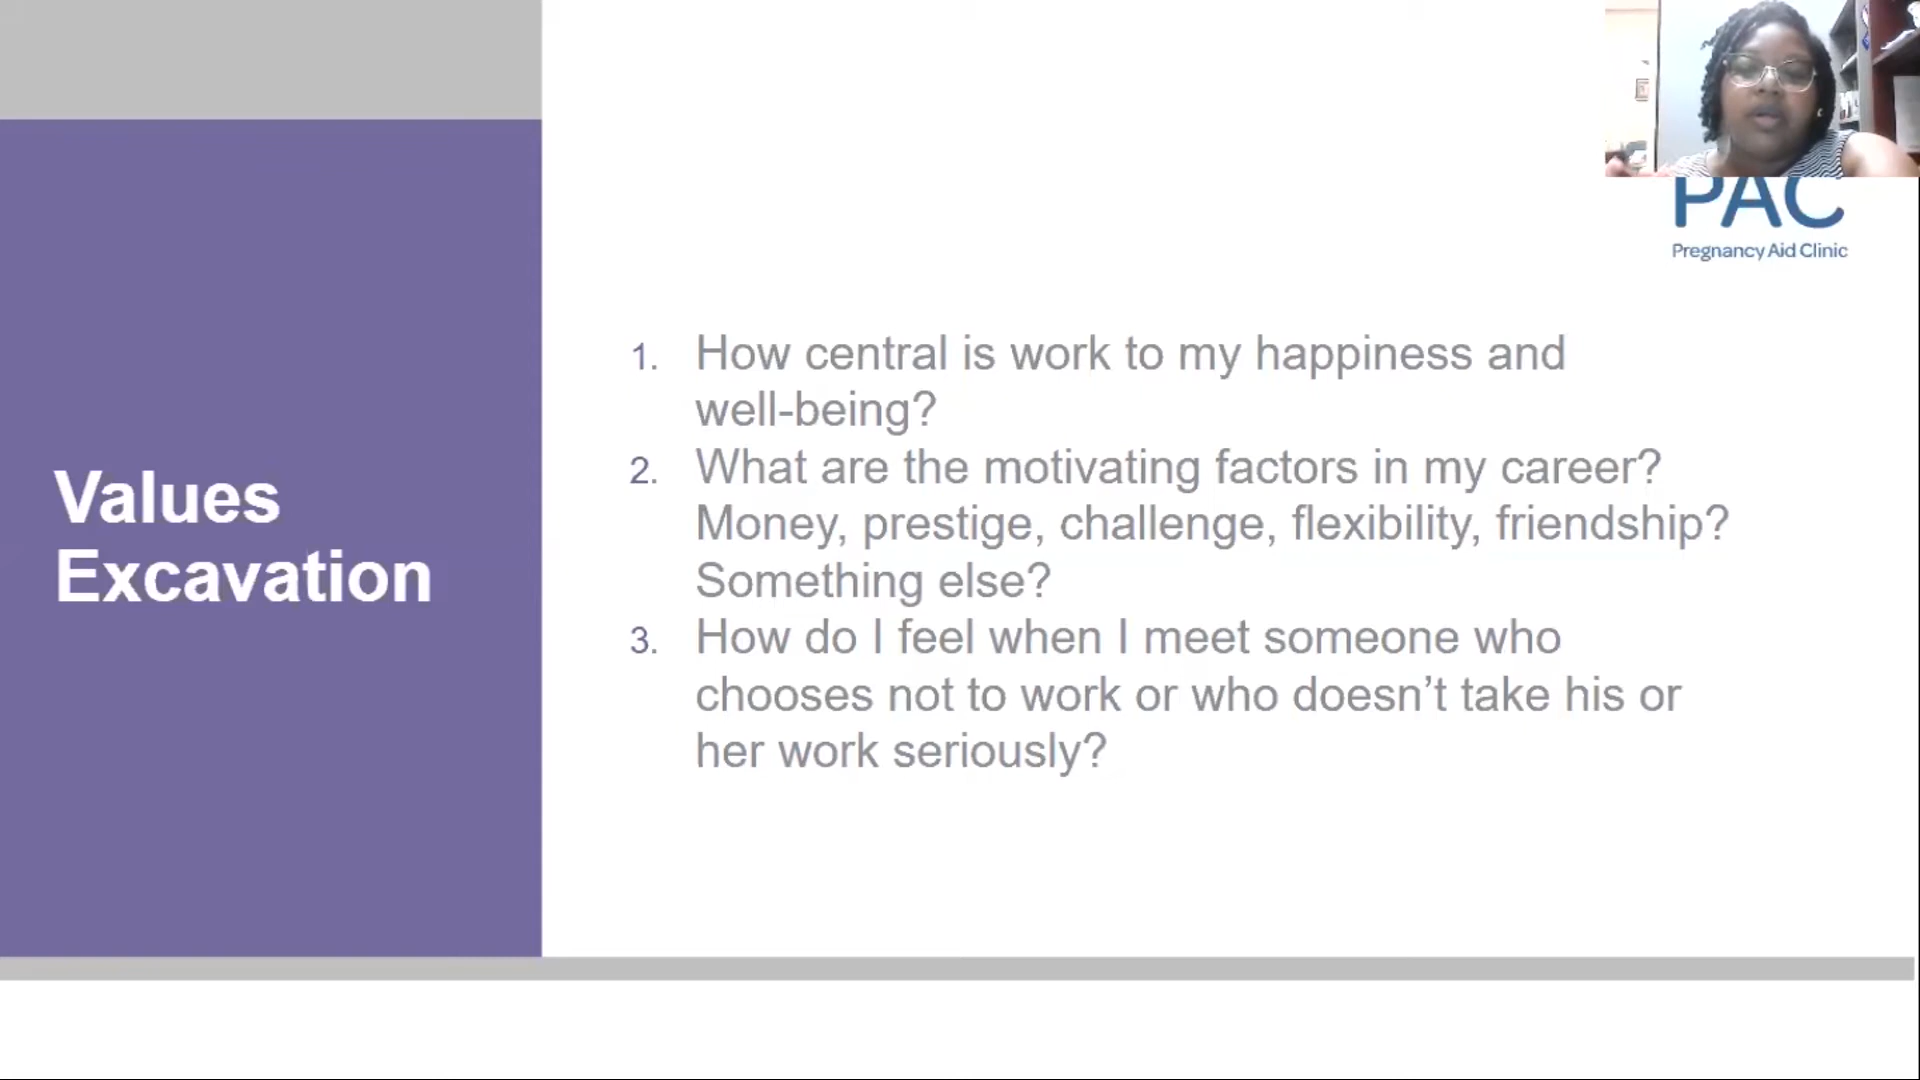 PAC
Pregnancy Aid Clinic
Values
Excavation
1. How central is work to my happiness and
well-being?
2. What are the motivating factors in my career?
Money, prestige, challenge, flexibility, friendship?
Something else?
3. How do I feel when I meet someone who
chooses not to work or who doesn’t take his or
her work seriously?